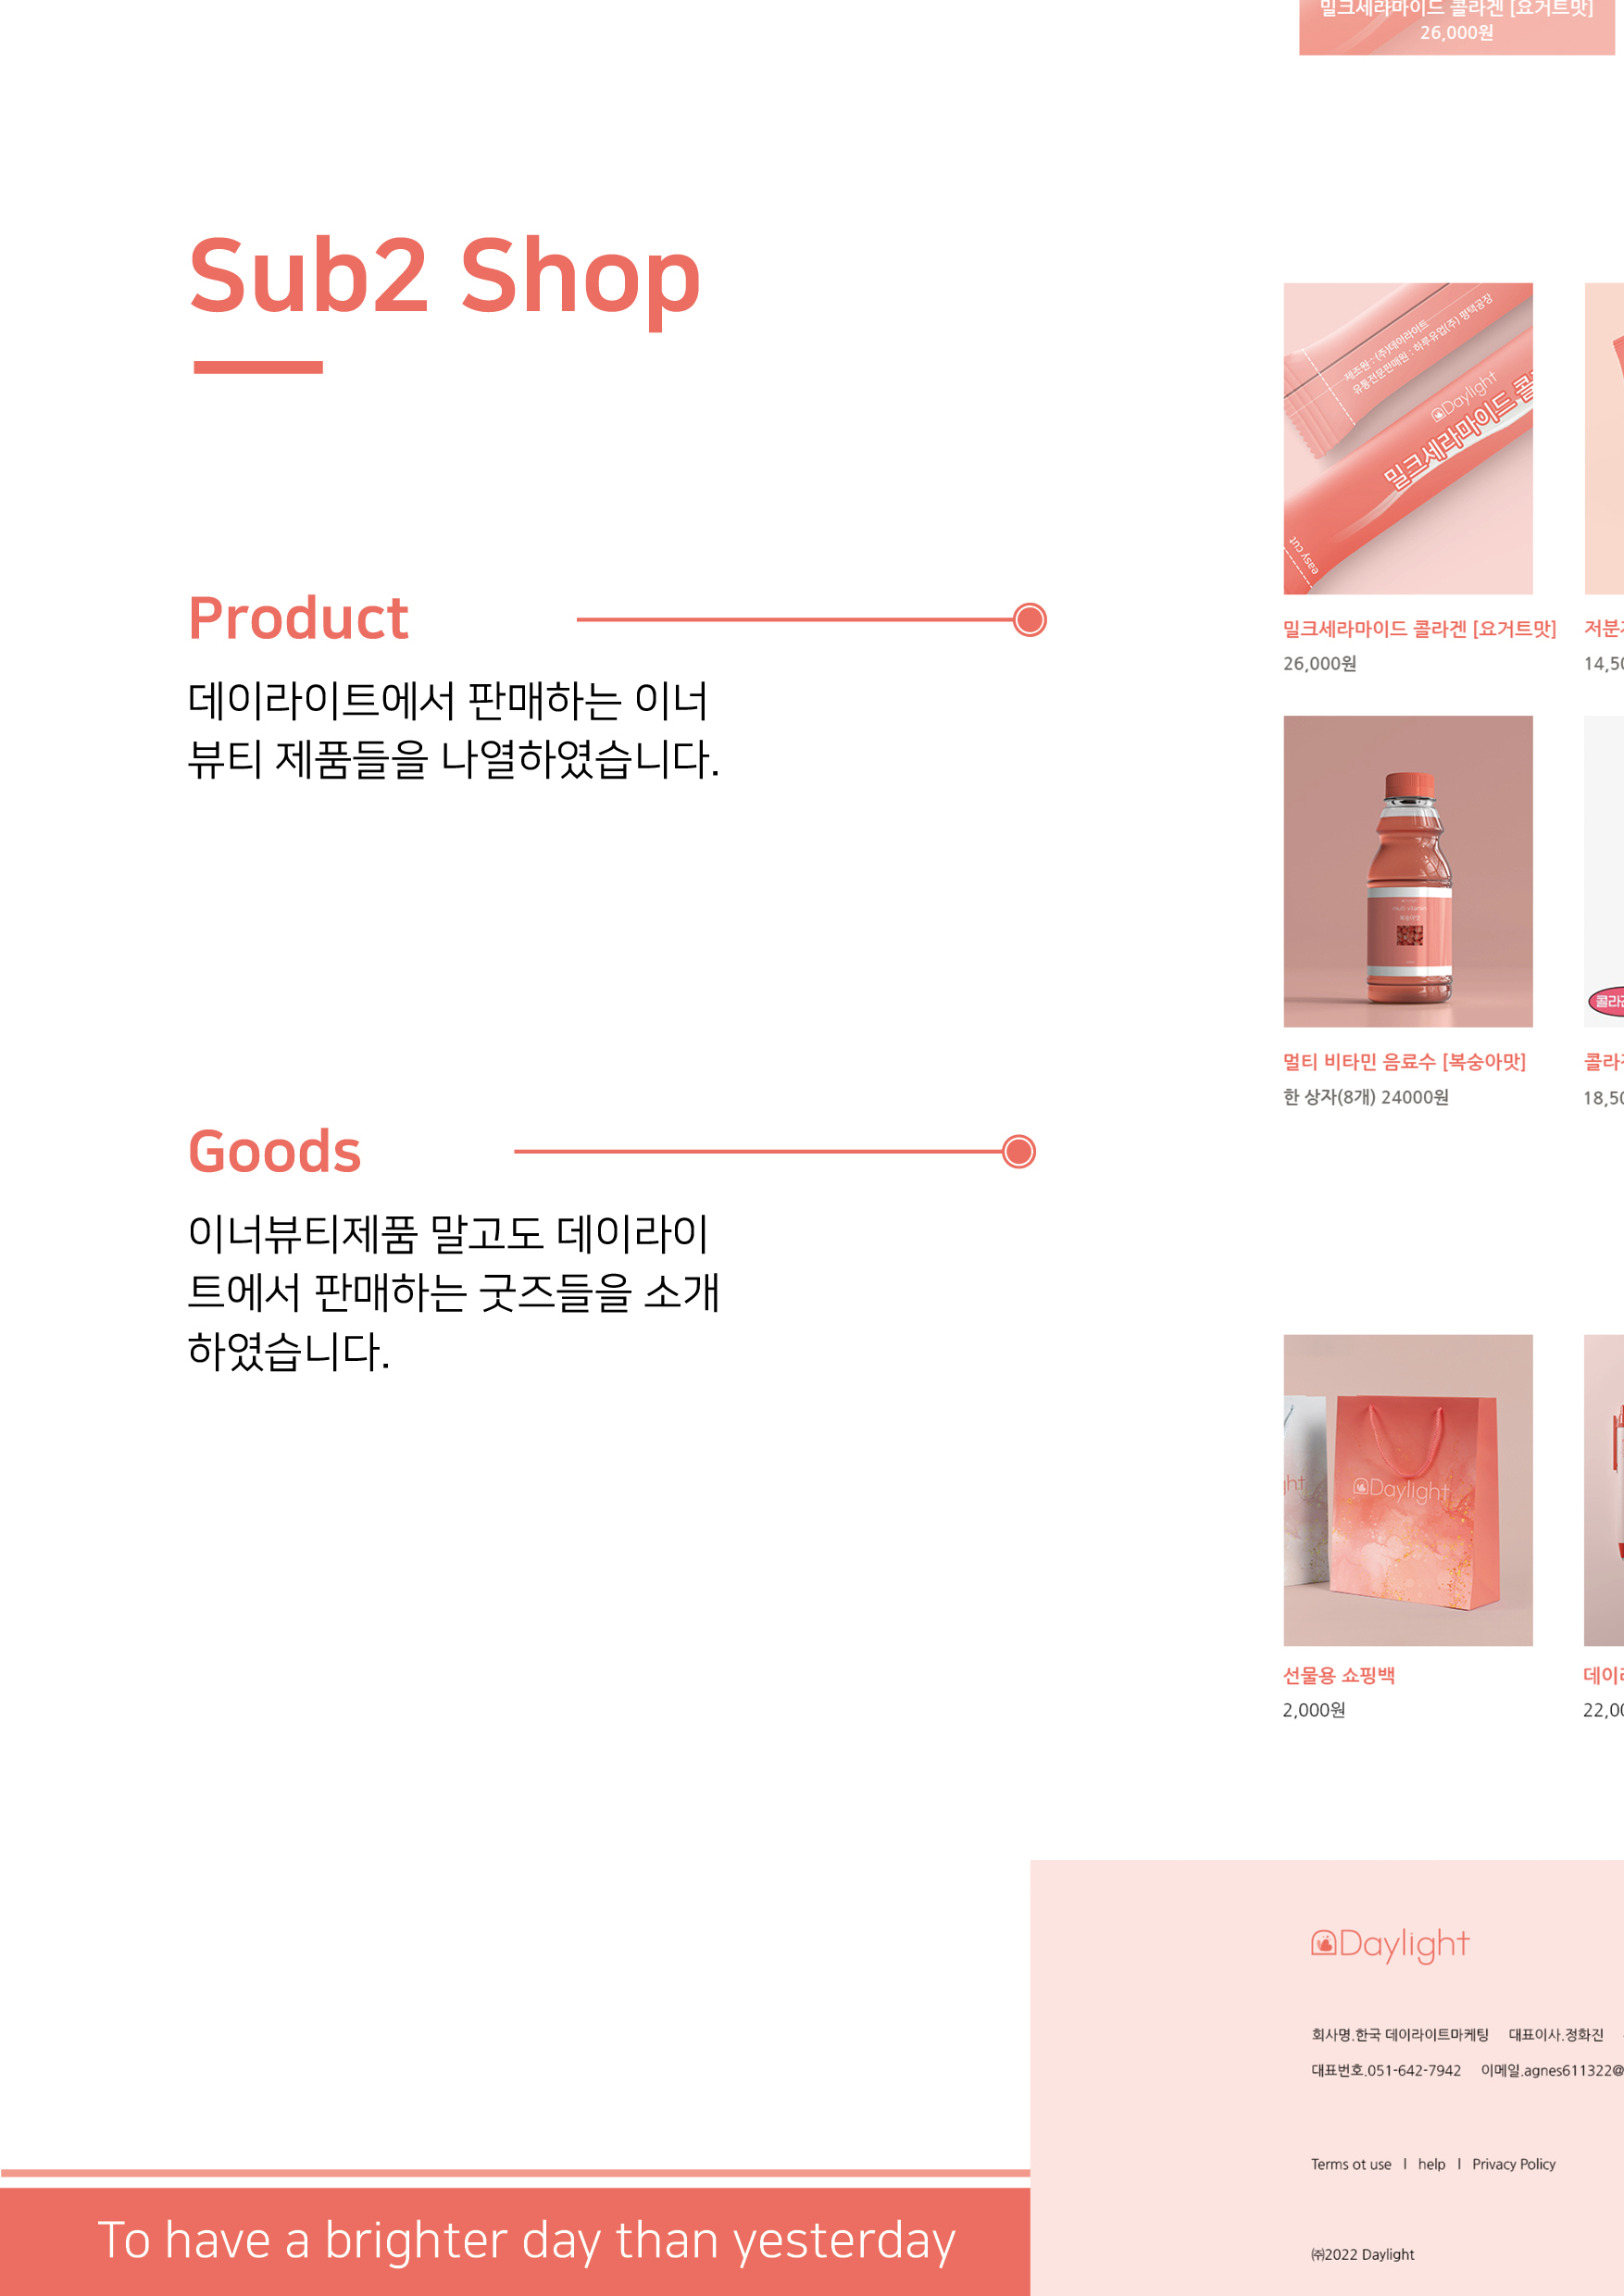 밀크세라마이드 콜라겐 [요거트맛]
26,000원
Sub2 Shop
제조원 : (주)데이라이트
유통전문판매원 : 하루유업(주) 평택공장
Daylight
밀크세라마이드 콜
easy cut
Product
밀크세라마이드 콜라겐 [요거트맛]
저분
26,000원
14,50
데이라이트에서 판매하는 이너
뷰티 제품들을 나열하였습니다.
multi vitamin
복숭아맛
콜라겐
멀티 비타민 음료수 [복숭아맛]
콜라
한 상자(8개) 24000원
18,50
Goods
이너뷰티제품 말고도 데이라이
트에서 판매하는 굿즈들을 소개
하였습니다.
ght
Daylight
선물용 쇼핑백
데이
2,000원
22,00
Daylight
회사명.한국 데이라이트마케팅 대표이사.정화진
대표번호.051-642-7942 이메일.agnes611322@
Terms ot use l help l Privacy Policy
To have a brighter day than yesterday
㈜2022 Daylight